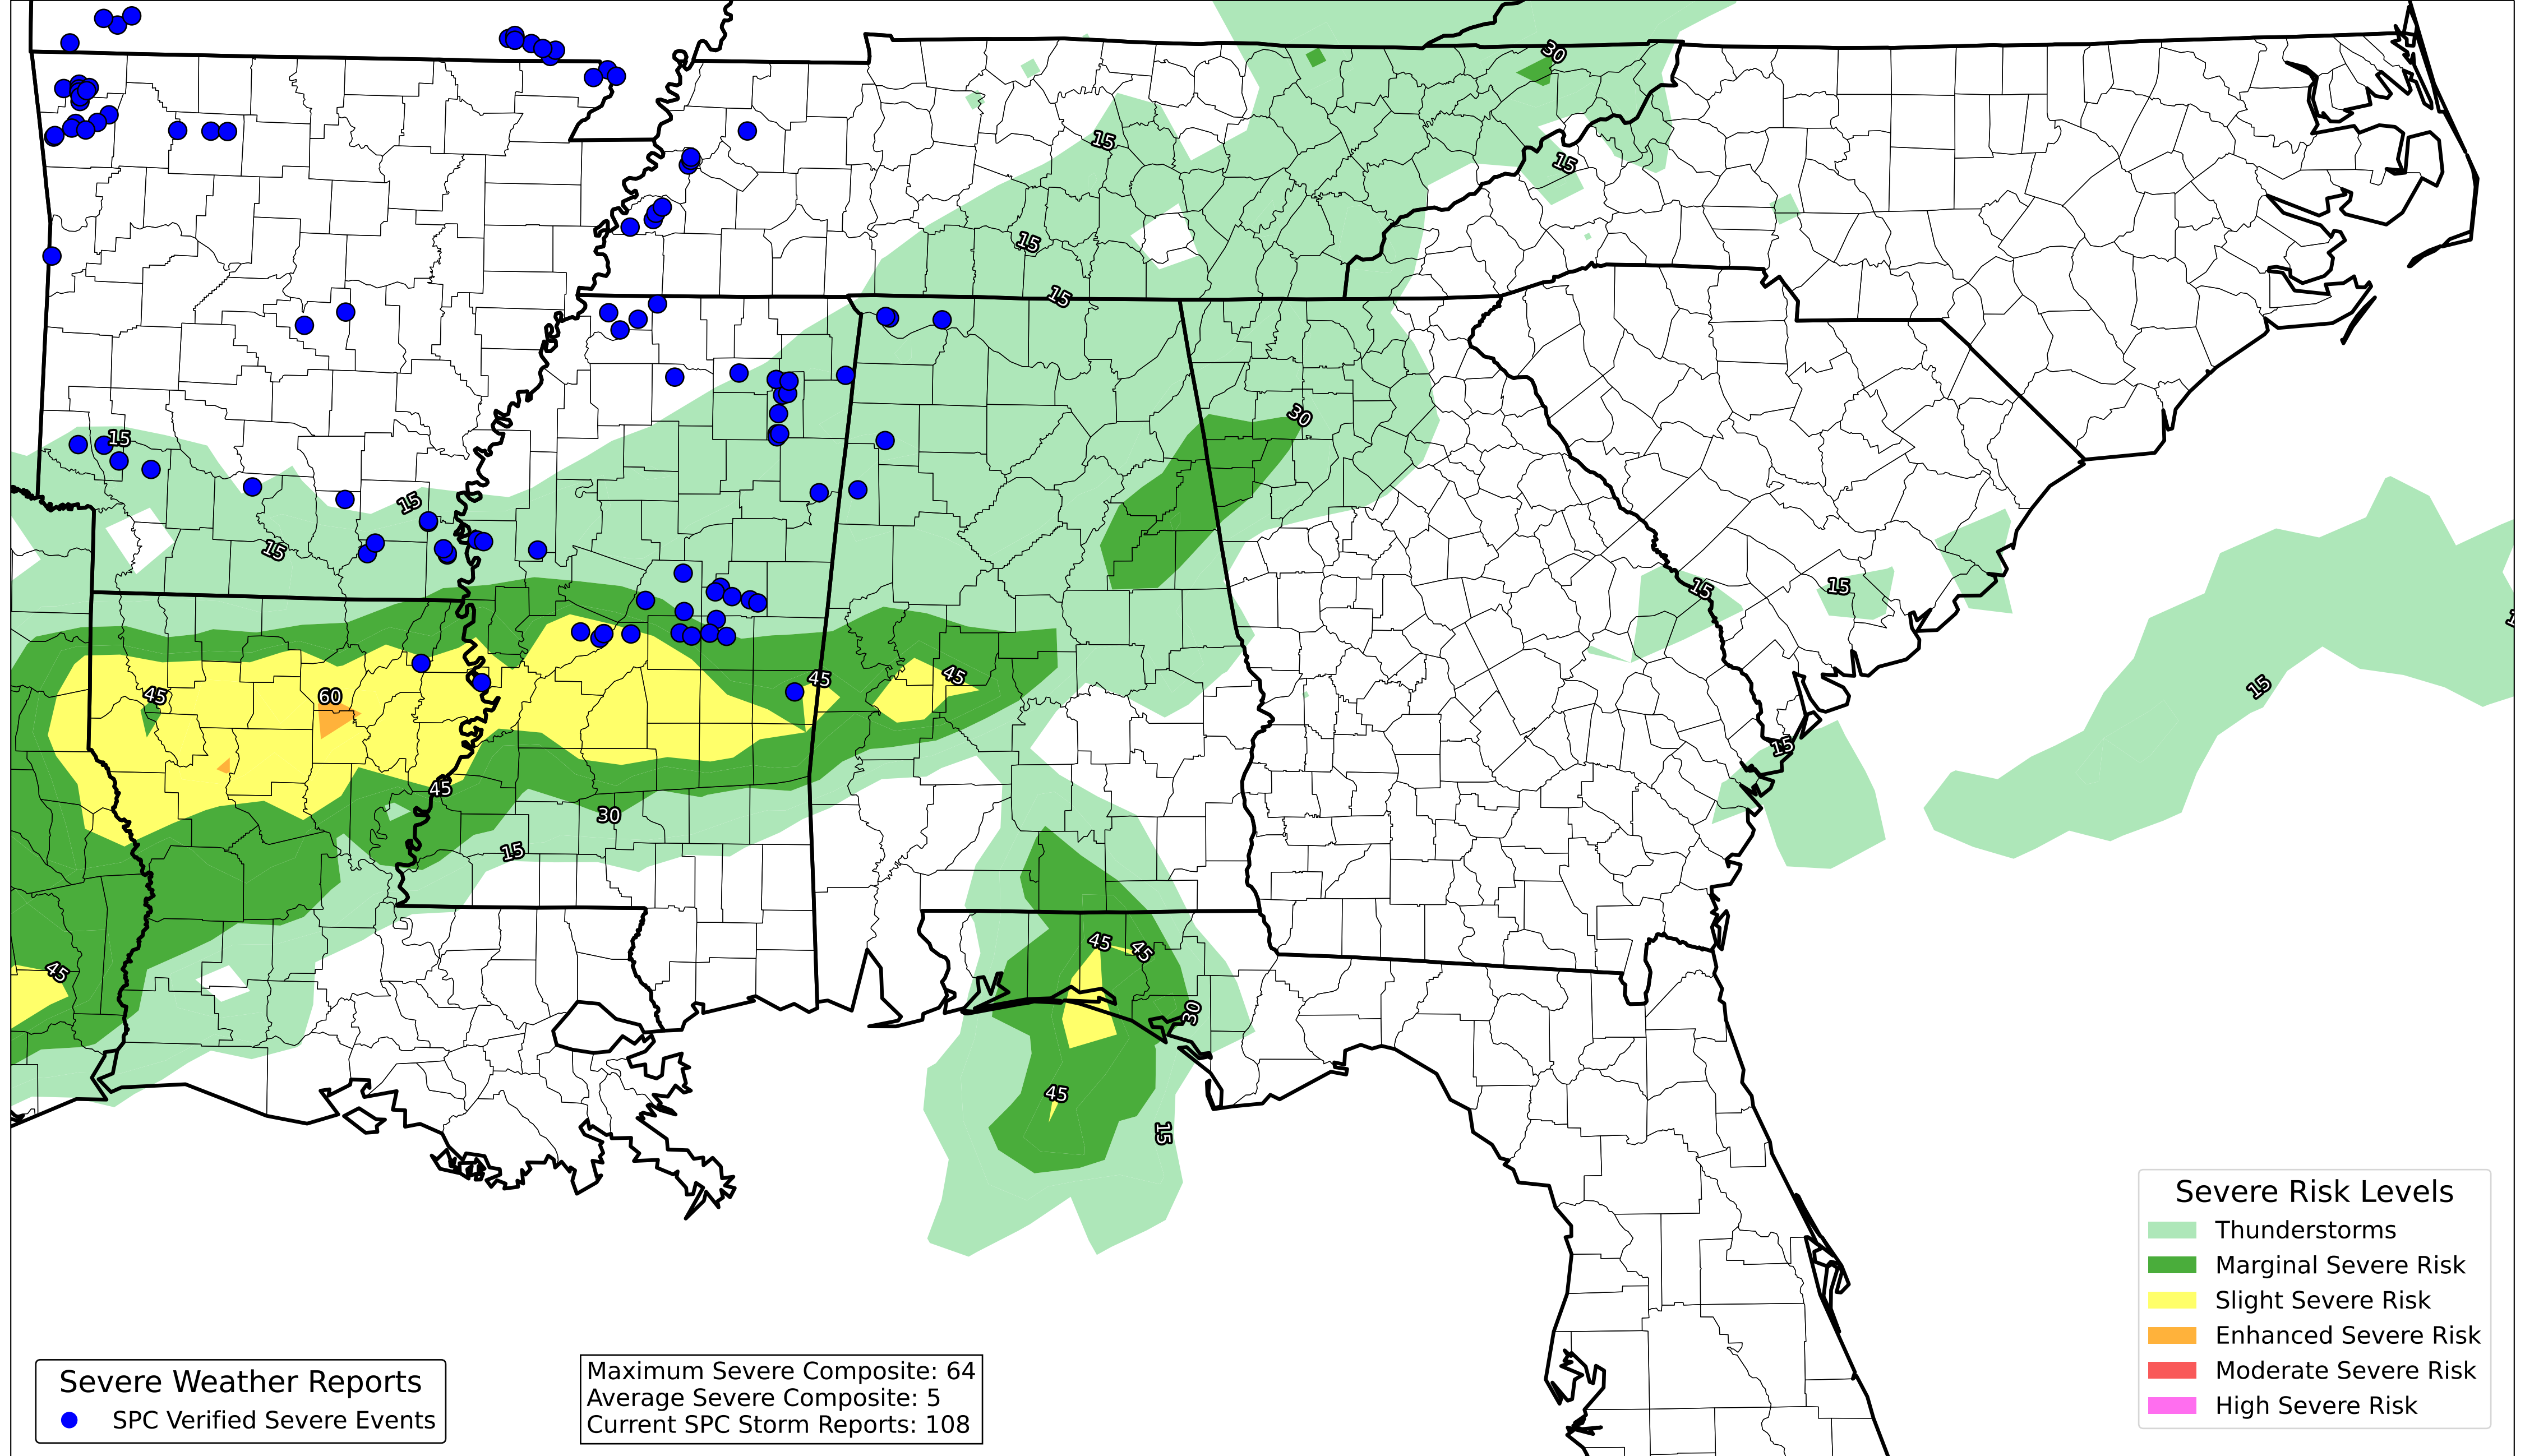 30
15
15
15
15
30
15
15
15
15
15
45
60
45
45
15
15
45
30
15
45
45
45
30
45
15
Severe Risk Levels
Thunderstorms
Marginal Severe Risk
Slight Severe Risk
Enhanced Severe Risk
Moderate Severe Risk
High Severe Risk
Severe Weather Reports
SPC Verified Severe Events
Maximum Severe Composite: 64
Average Severe Composite: 5
Current SPC Storm Reports: 108